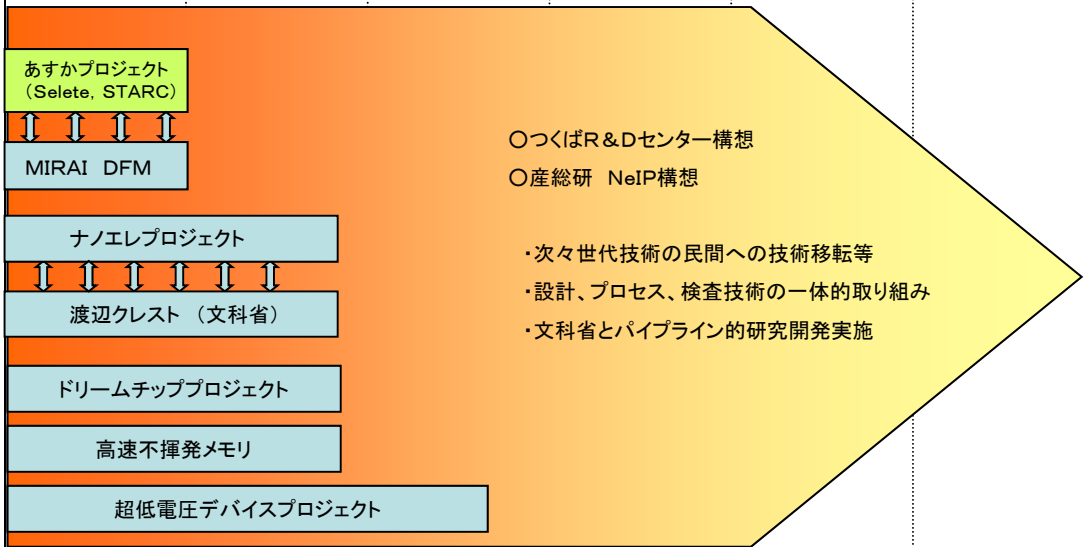 あすかプロジェクト
(Selete, STARC)
MIRAI DFM
ナノエレプロジェクト
渡辺クレスト (文科省)
ドリームチッププロジェクト
高速不揮発メモリ
超低電圧デバイスプロジェクト
○つくばR&Dセンター構想
○産総研 NeIP構想
・次々世代技術の民間への技術移転等
・設計、プロセス、検査技術の一体的取り組み
・文科省とパイプライン的研究開発実施